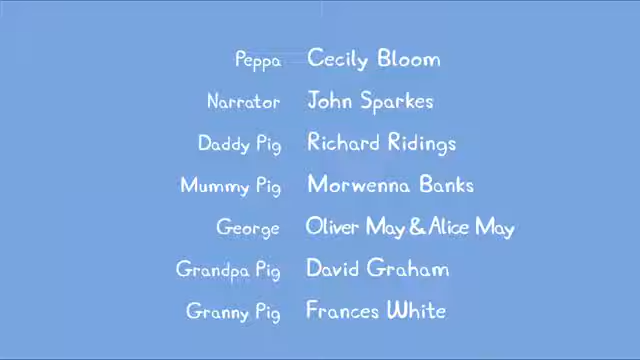 Peppa Cecily Bloom
Narrator John Sparkes
Daddy Pig Richard Ridings
Mummy Pig Morwenna Banks
George Oliver May & Alice May
Grandpa Pig David Graham
Granny Pig Frances White